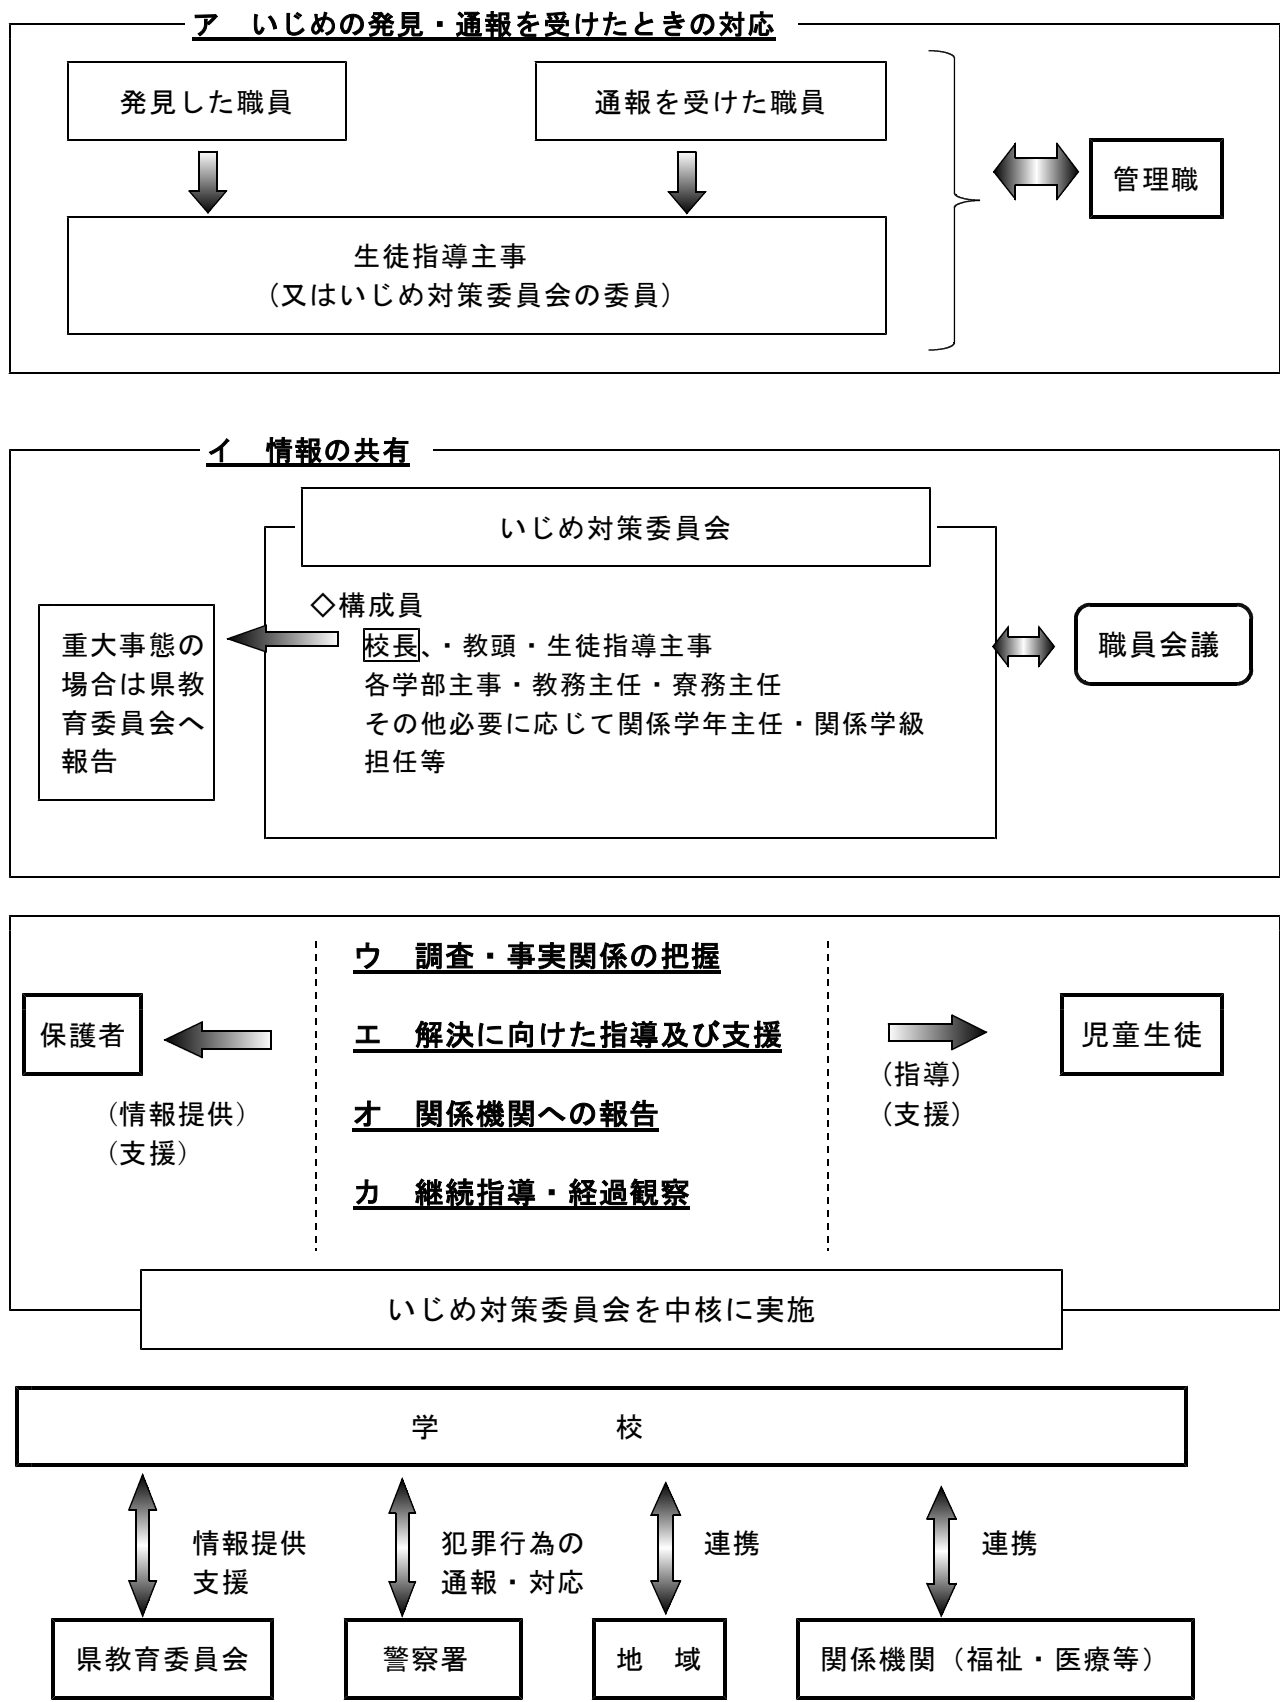 ア　いじめの発見・通報を受けたときの対応
発見した職員
通報を受けた職員
管理職
生徒指導主事
（又はいじめ対策委員会の委員）
イ　情報の共有
いじめ対策委員会
◇構成員
校長、・教頭・生徒指導主事
各学部主事・教務主任・寮務主任
その他必要に応じて関係学年主任・関係学級
担任等
重大事態の
場合は県教
育委員会へ
報告
職員会議
ウ　調査・事実関係の把握
エ　解決に向けた指導及び支援
オ　関係機関への報告
カ　継続指導・経過観察
保護者
（情報提供）
（支援）
児童生徒
（指導）
（支援）
いじめ対策委員会を中核に実施
学　校
情報提供
支援
犯罪行為の
通報・対応
連携
連携
県教育委員会
警察署
地　域
関係機関（福祉・医療等）